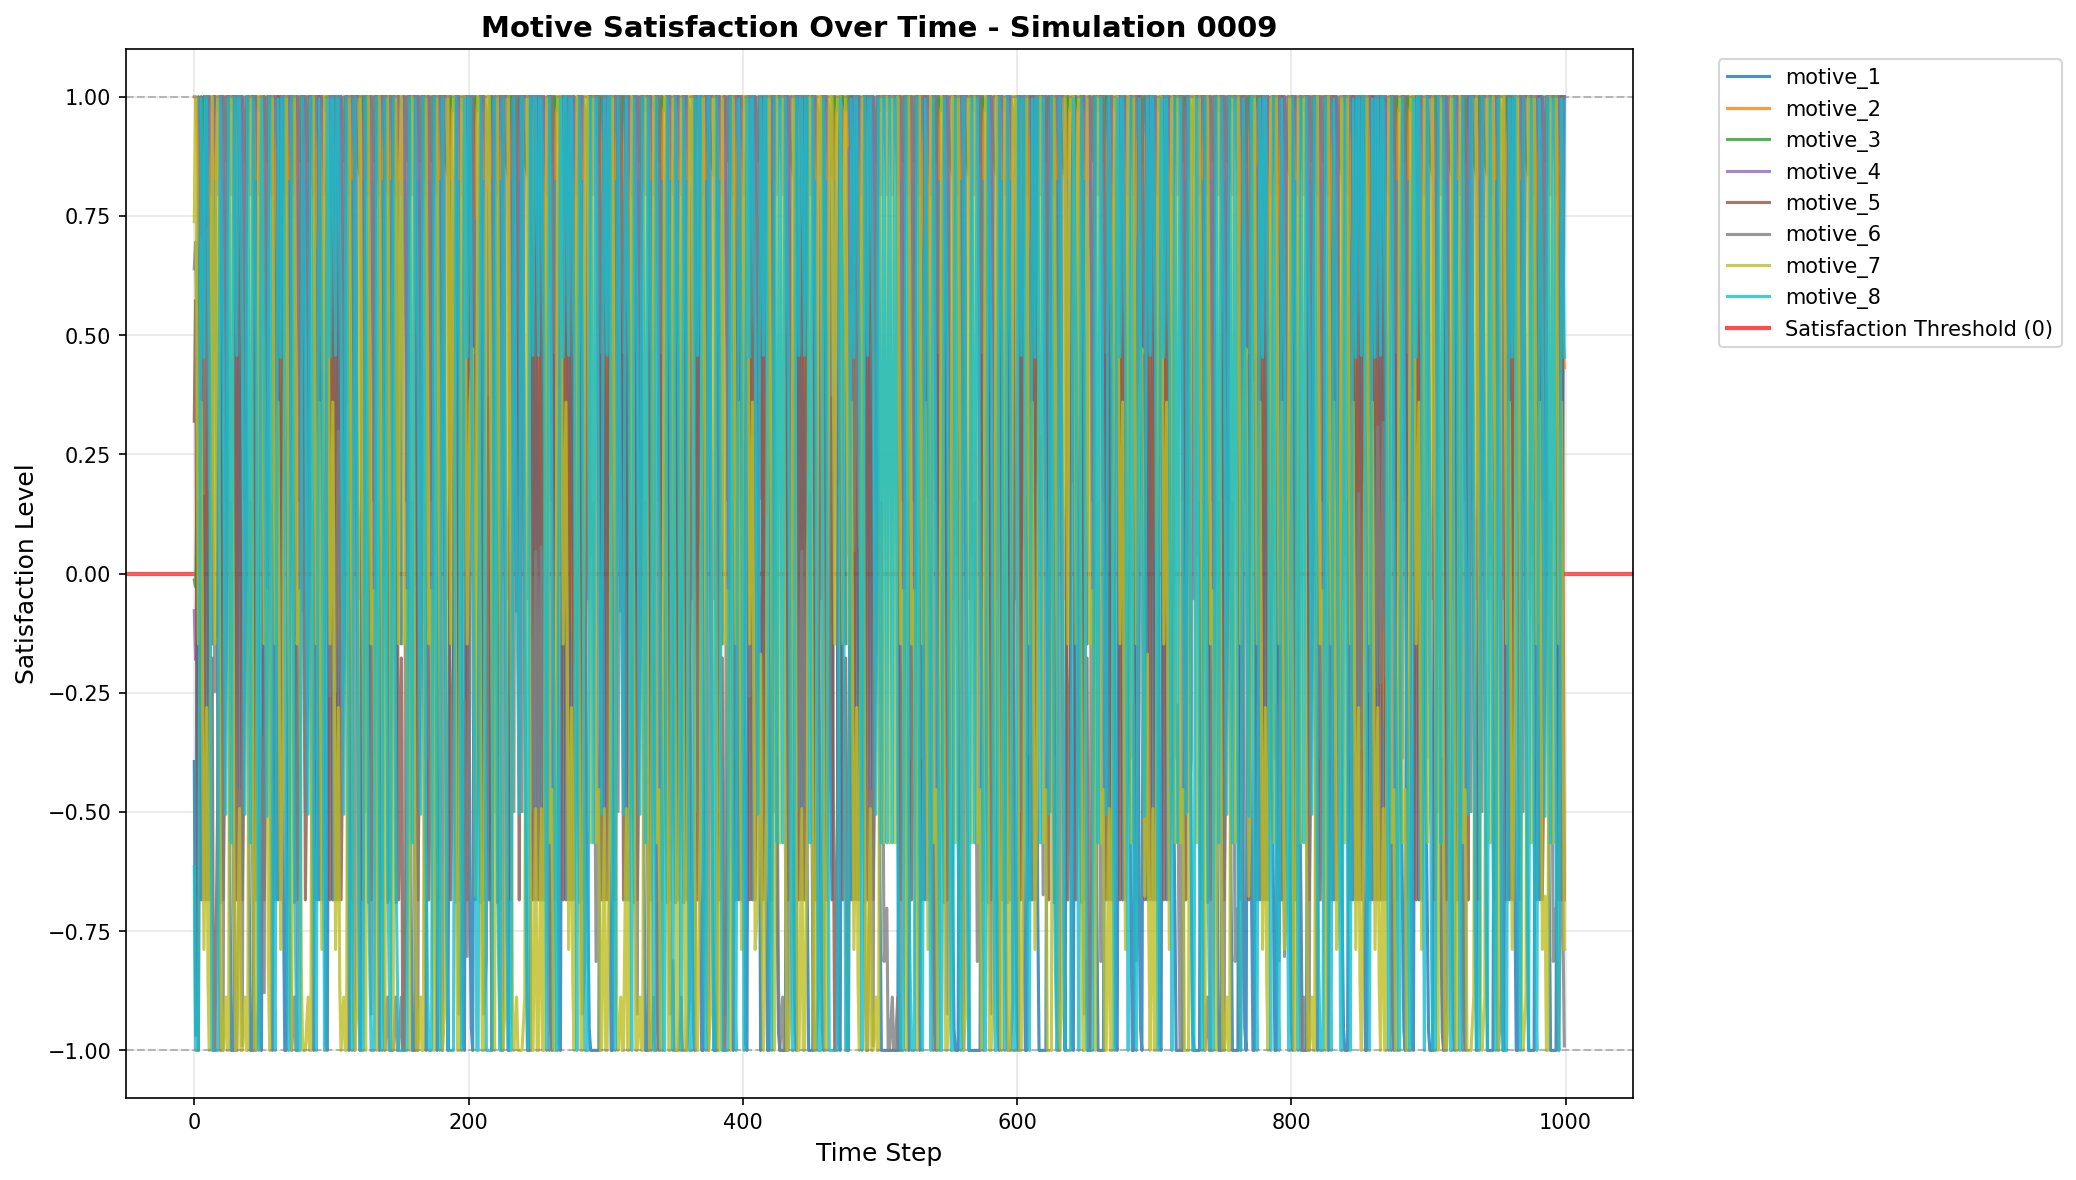 Motive Satisfaction Over Time - Simulation 0009
1.00
0.75
0.50
0.25
0.00
−0.25
−0.50
−0.75
−1.00
Satisfaction Level
0
200
400
600
800
1000
Time Step
motive_1
motive_2
motive_3
motive_4
motive_5
motive_6
motive_7
motive_8
Satisfaction Threshold (0)